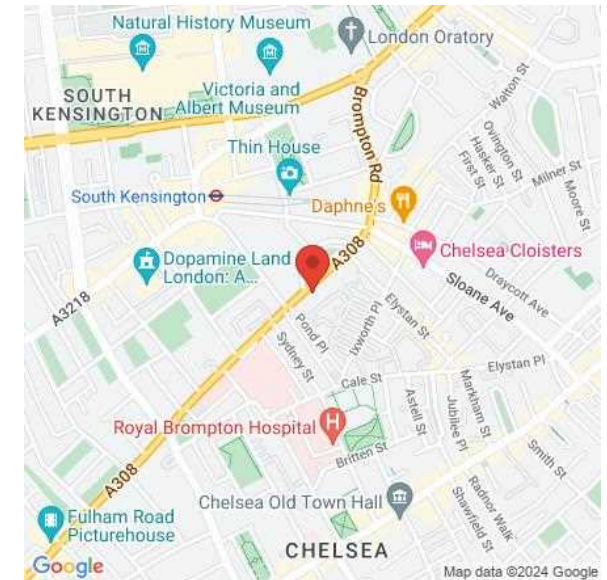 Natural History Museum
London Oratory
Victoria and
Albert Museum
SOUTH
KENSINGTON
Brompton Rd
Walton St
Ovington St
Hasker St
First St
Milner St
Moore St
Thin House
South Kensington
Daphne's
Chelsea Cloisters
Dopamine Land
London: A...
A308
Sloane Ave
Draycott Ave
A3218
Elystan St
Ixworth Pl
Pond Pl
Sydney St
Elystan Pl
Cale St
Markham St
Jubilee Pl
Astell St
Royal Brompton Hospital
H
Britten St
Smith St
A308
Radnor Walk
Shawfield St
Chelsea Old Town Hall
Fulham Road
Picturehouse
CHELSEA
Google
Map data ©2024 Google